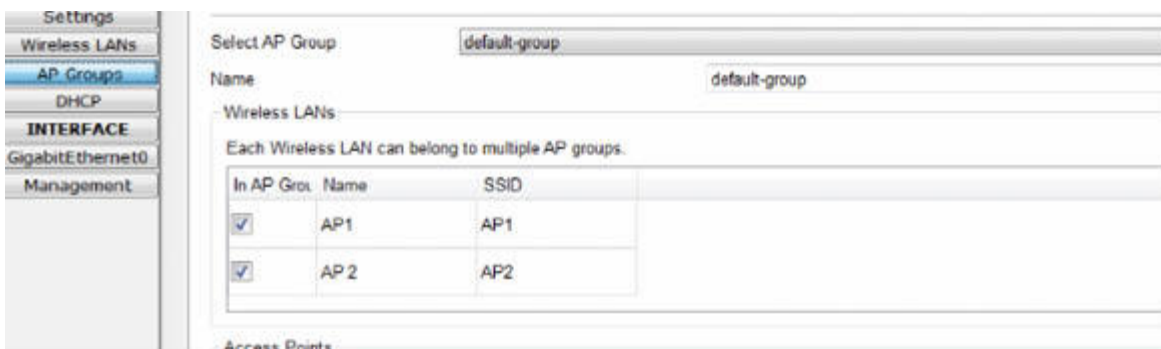 Settings
Wireless LANs
AP Groups
DHCP
INTERFACE
GigabitEthernet0
Management
Select AP Group default-group
Name default-group
Wireless LANs
Each Wireless LAN can belong to multiple AP groups.
In AP Grou Name SSID
AP1 AP1
AP 2 AP2
Access Points